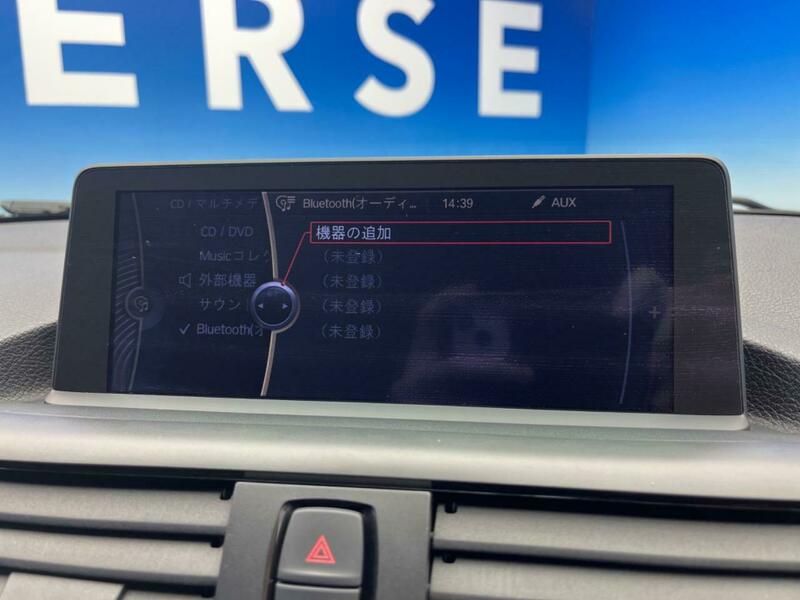 ERSE
CD / マルチメデ
Bluetooth(オーディ...
14:39
AUX
CD / DVD
機器の追加
Musicコレク
(未登録)
外部機器
(未登録)
サウン
(未登録)
Bluetooth(オ
(未登録)